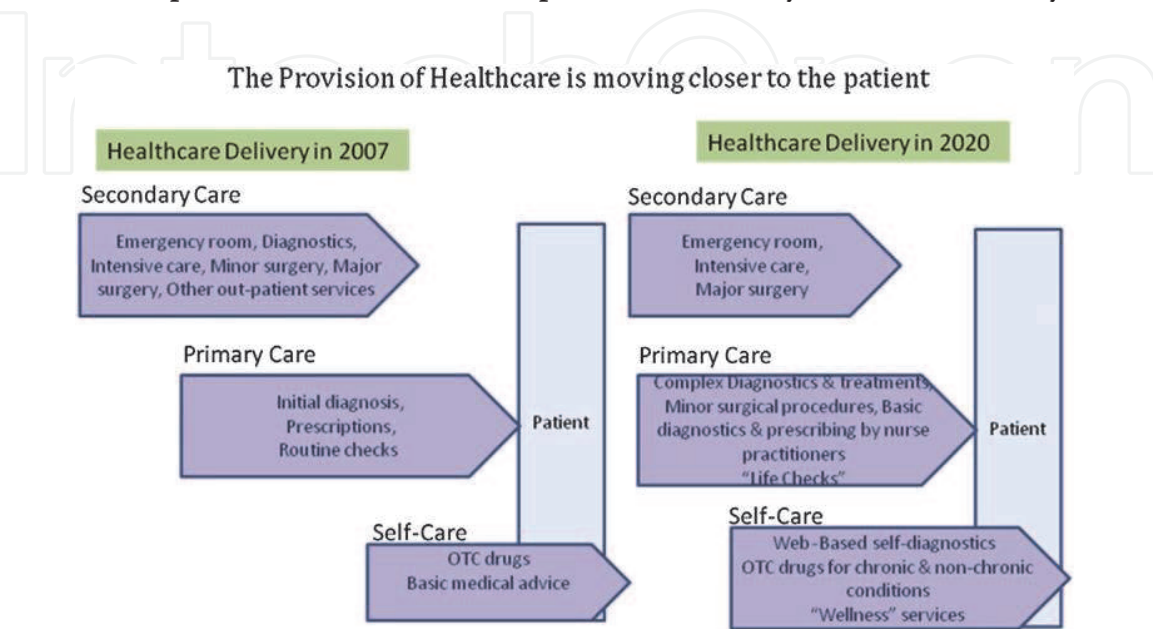 The Provision of Healthcare is moving closer to the patient
Healthcare Delivery in 2007
Secondary Care
Emergency room, Diagnostics,
Intensive care, Minor surgery, Major
surgery, Other out-patient services
Primary Care
Initial diagnosis,
Prescriptions,
Routine checks
Patient
Self-Care
OTC drugs
Basic medical advice
Healthcare Delivery in 2020
Secondary Care
Emergency room,
Intensive care,
Major surgery
Primary Care
Complex Diagnostics & treatments,
Minor surgical procedures, Basic
diagnostics & prescribing by nurse
practitioners
"Life Checks"
Patient
Self-Care
Web-Based self-diagnostics
OTC drugs for chronic & non-chronic
conditions
"Wellness" services